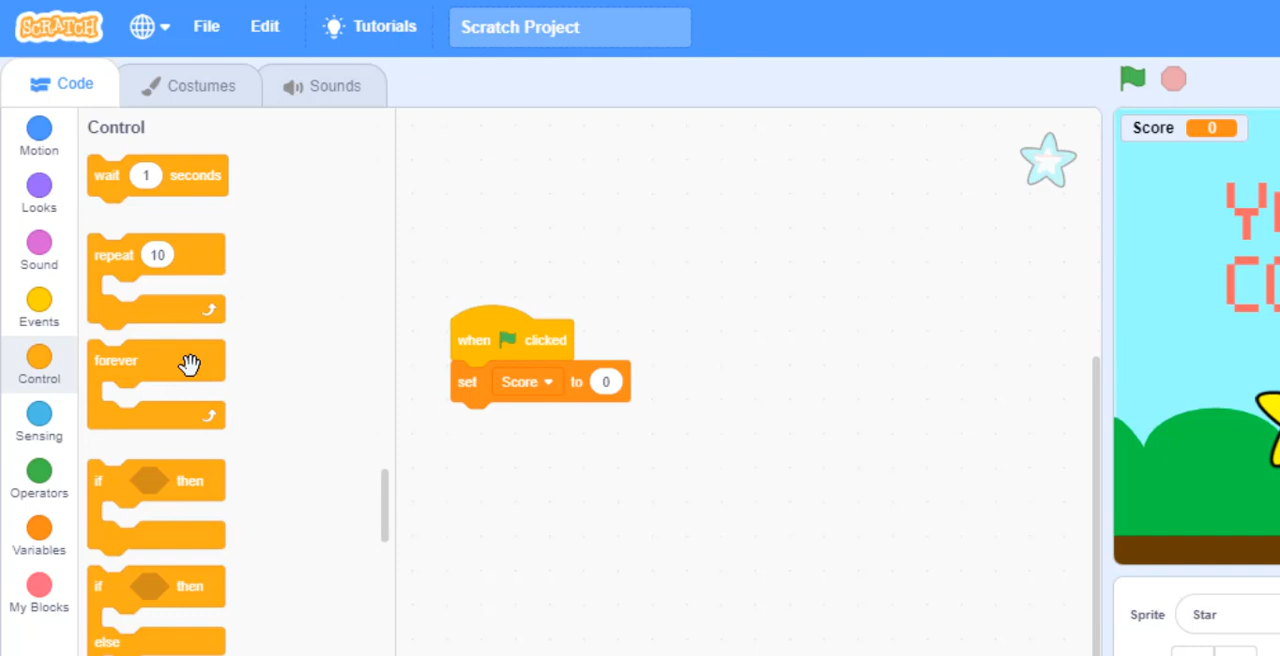 SCRATCH File Edit Tutorials Scratch Project
Code Costumes Sounds
Motion
Looks
Sound
Events
Control
Sensing
Operators
Variables
My Blocks
Control
wait 1 seconds
repeat 10
forever
if then
if then
else
when clicked
set Score to 0
Score 0
Sprite Star